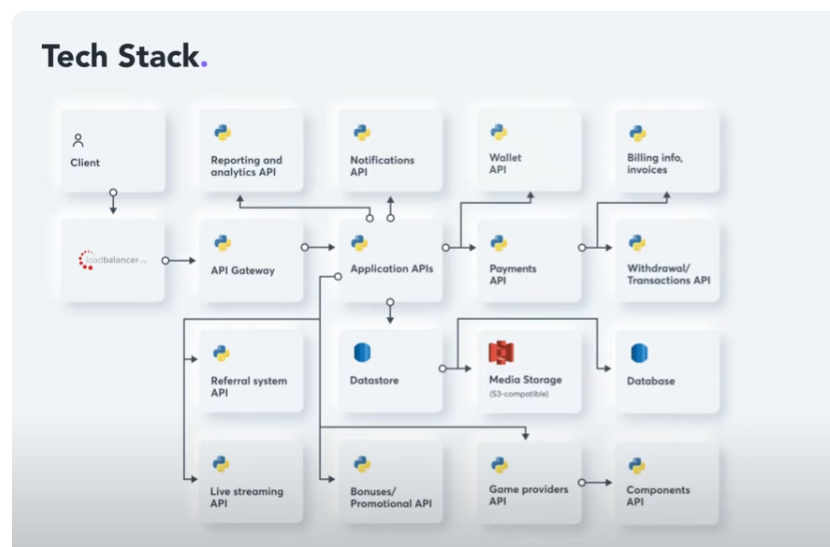 Tech Stack.
Client
Reporting and
analytics API
Notifications
API
Wallet
API
Billing info,
invoices
loadbalancer
API Gateway
Application APIs
Payments
API
Withdrawal/
Transactions API
Referral system
API
Datastore
Media Storage
(S3-compatible)
Database
Live streaming
API
Bonuses/
Promotional API
Game providers
API
Components
API